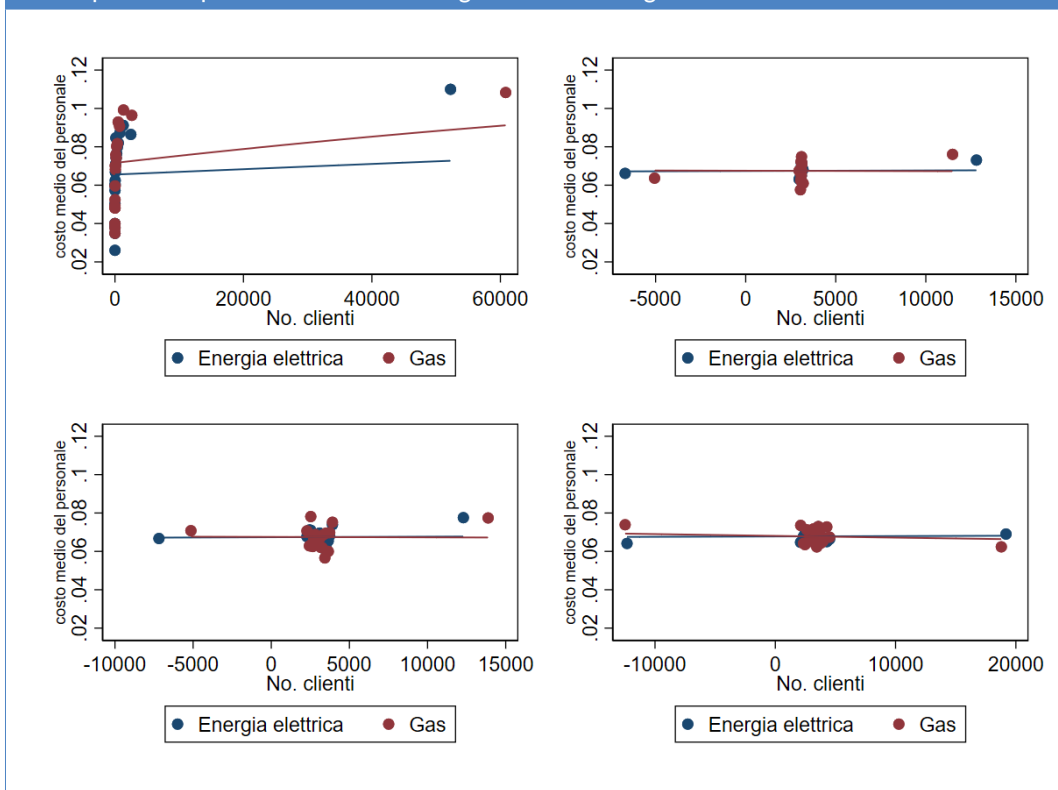 .12
.1
.08
.06
.04
.02
costo medio del personale
0 20000 40000 60000
No. clienti
Energia elettrica Gas
.12
.1
.08
.06
.04
.02
costo medio del personale
-5000 0 5000 10000 15000
No. clienti
Energia elettrica Gas
.12
.1
.08
.06
.04
.02
costo medio del personale
-10000 -5000 0 5000 10000 15000
No. clienti
Energia elettrica Gas
.12
.1
.08
.06
.04
.02
costo medio del personale
-10000 0 10000 20000
No. clienti
Energia elettrica Gas